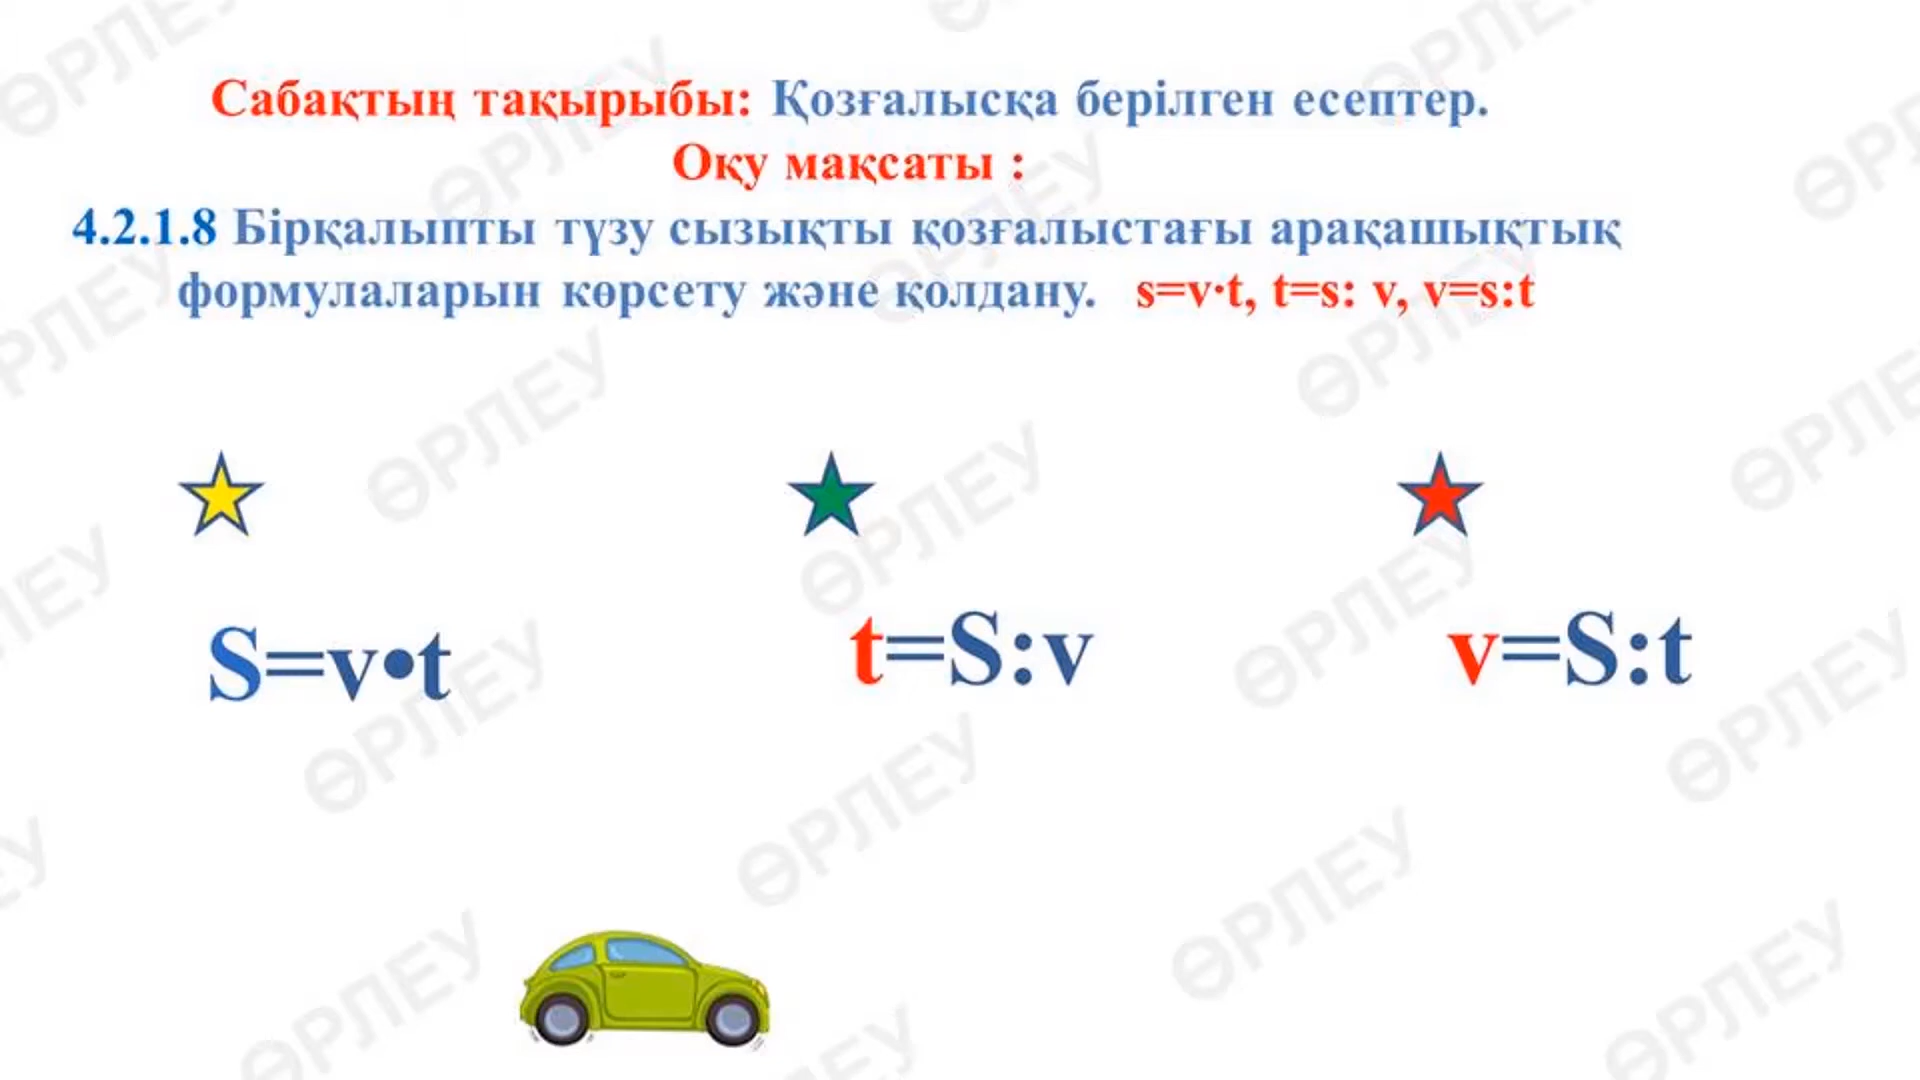 Сабақтың тақырыбы: Қозғалысқа берілген есептер.
Оқу мақсаты :
4.2.1.8 Бірқалыпты түзу сызықты қозғалыстағы арақашықтық
формулаларын көрсету және қолдану. s=v·t, t=s: v, v=s:t
S=v•t
t=S:v
v=S:t
ӨРЛЕУ